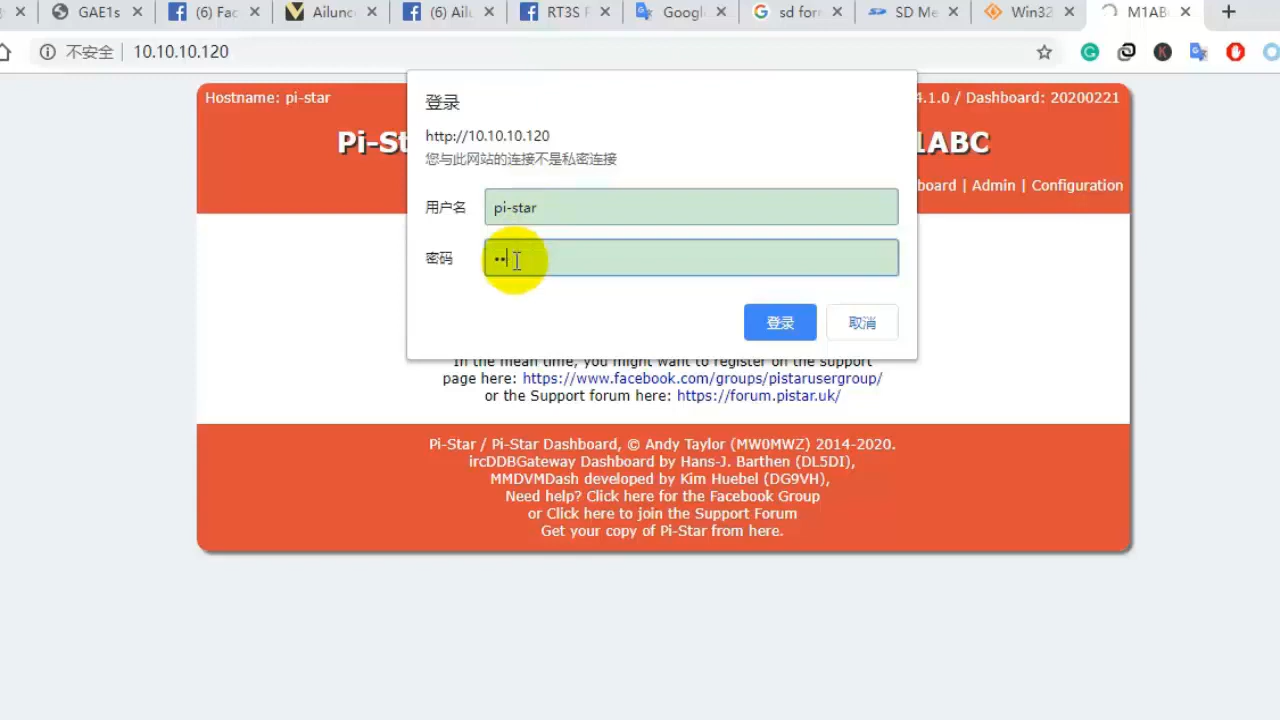 GAE1s
(6) Fac
Ailunc
(6) Ailu
RT3S F
Googl
sd for
SD Me
Win32
M1AB
不安全 10.10.10.120
Hostname: pi-star
4.1.0 / Dashboard: 20200221
Pi-St
1ABC
board | Admin | Configuration
登录
http://10.10.10.120
您与此网站的连接不是私密连接
用户名 pi-star
密码 ••
登录 取消
In the mean time, you might want to register on the support
page here: https://www.facebook.com/groups/pistarusergroup/
or the Support forum here: https://forum.pistar.uk/
Pi-Star / Pi-Star Dashboard, © Andy Taylor (MW0MWZ) 2014-2020.
ircDDBGateway Dashboard by Hans-J. Barthen (DL5DI),
MMDVMDash developed by Kim Huebel (DG9VH),
Need help? Click here for the Facebook Group
or Click here to join the Support Forum
Get your copy of Pi-Star from here.